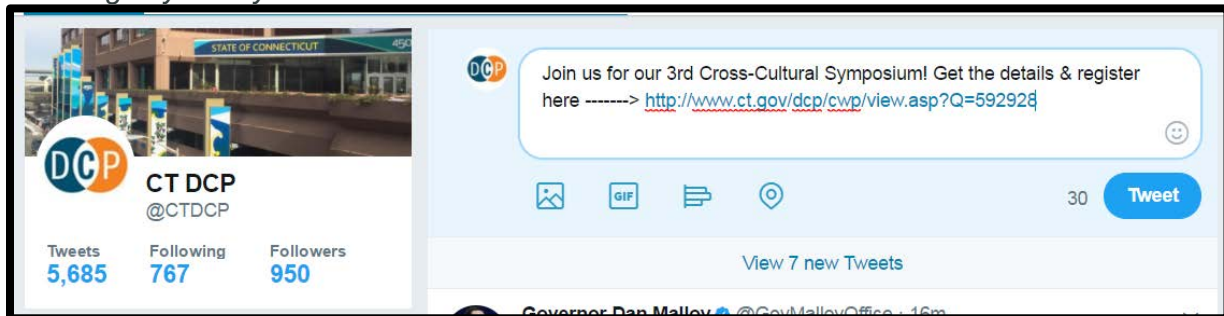 STATE OF CONNECTICUT
450
DCP
CT DCP
@CTDCP
Tweets Following Followers
5,685 767 950
DCP
Join us for our 3rd Cross-Cultural Symposium! Get the details & register
here -------> http://www.ct.gov/dcp/cwp/view.asp?Q=592928
GIF
30 Tweet
View 7 new Tweets
Governor Dan Malloy @GovMalloyOffice · 16m